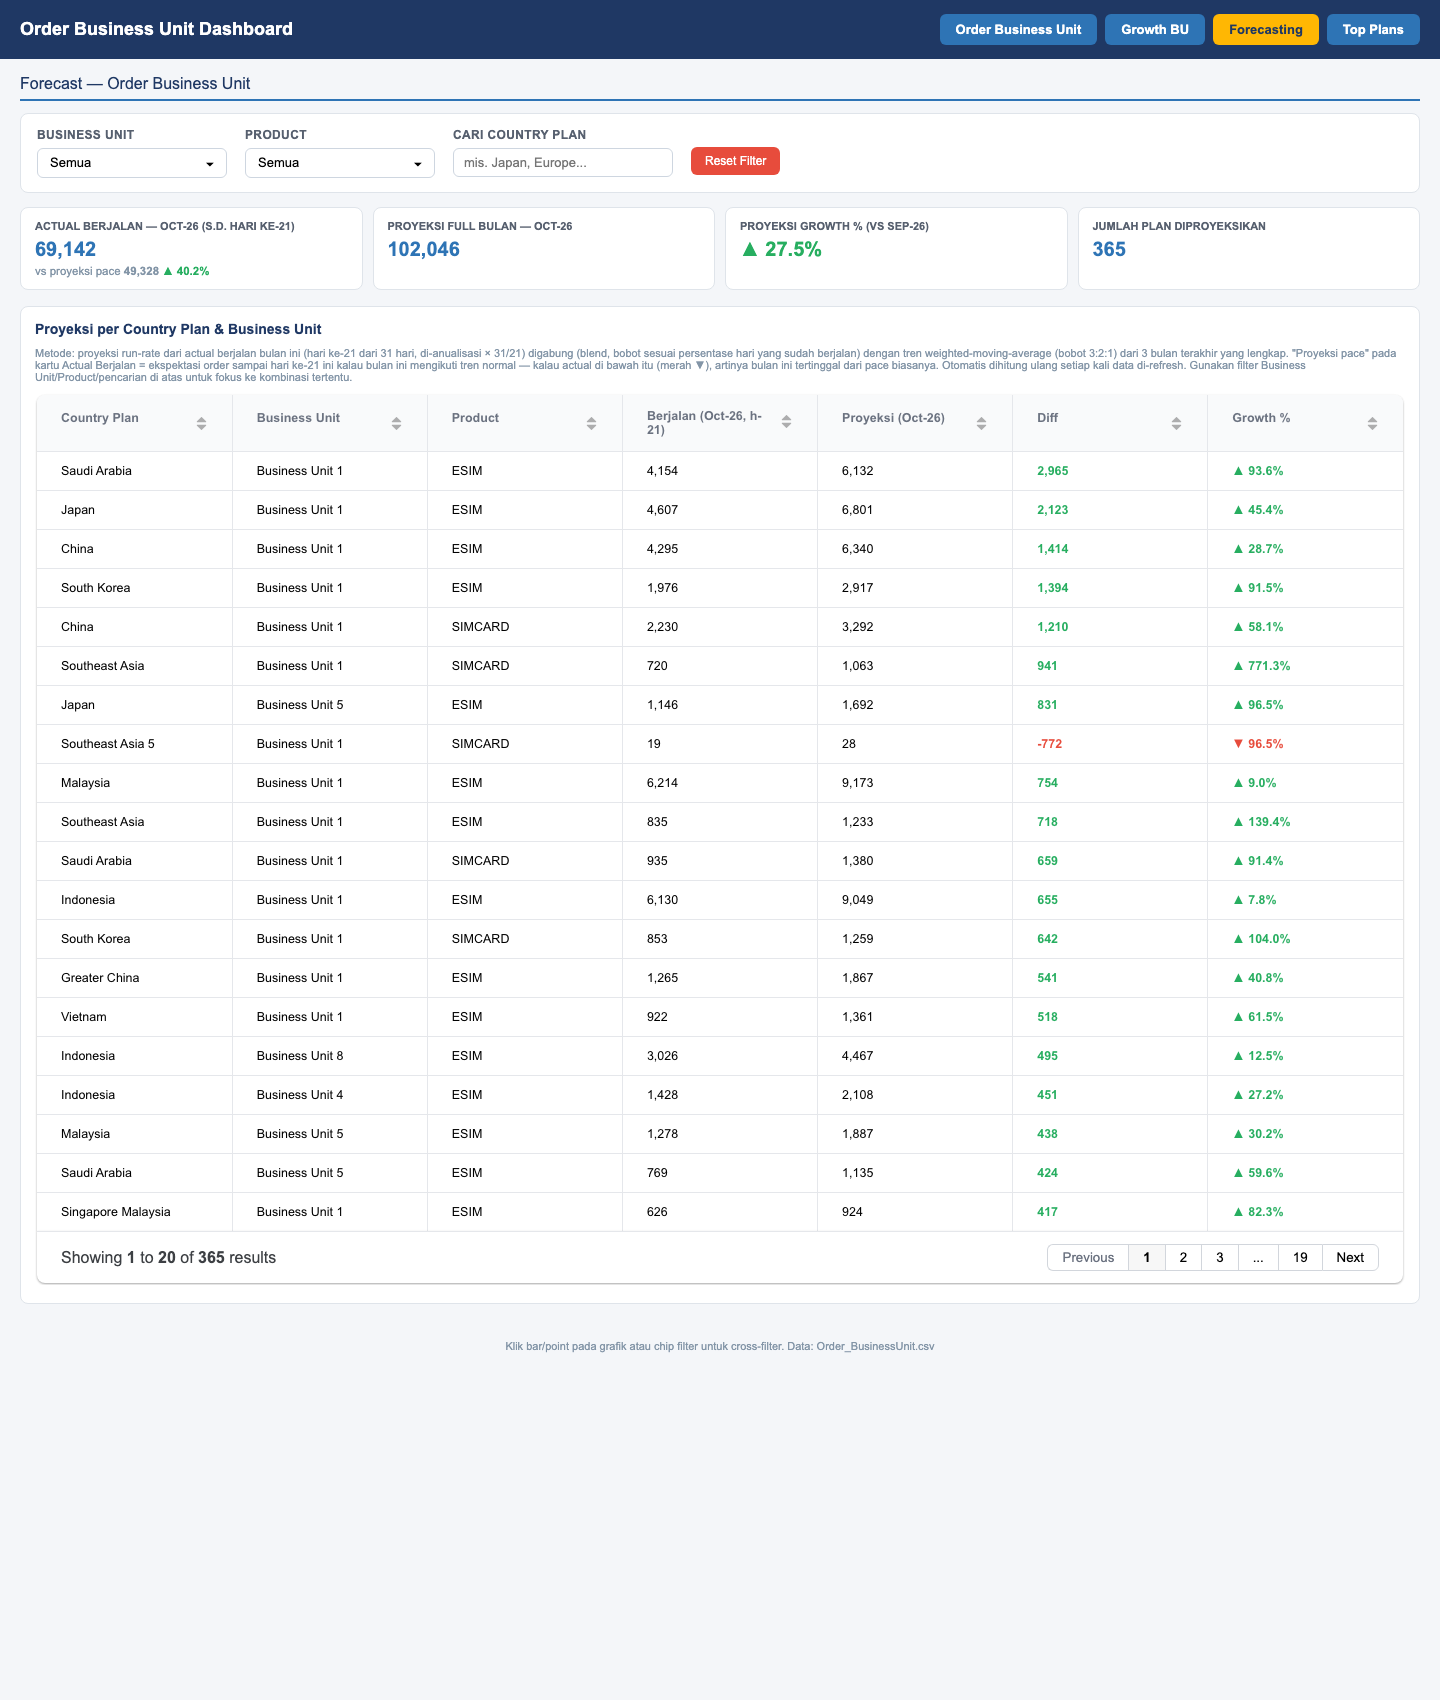 Order Business Unit Dashboard
Order Business Unit
Growth BU
Forecasting
Top Plans
Forecast — Order Business Unit
BUSINESS UNIT
PRODUCT
CARI COUNTRY PLAN
Semua
Semua
mis. Japan, Europe...
Reset Filter
ACTUAL BERJALAN — OCT-26 (S.D. HARI KE-21)
69,142
vs proyeksi pace 49,328 ▲ 40.2%
PROYEKSI FULL BULAN — OCT-26
102,046
PROYEKSI GROWTH % (VS SEP-26)
▲ 27.5%
JUMLAH PLAN DIPROYEKSIKAN
365
Proyeksi per Country Plan & Business Unit
Metode: proyeksi run-rate dari actual berjalan bulan ini (hari ke-21 dari 31 hari, di-anualisasi × 31/21) digabung (blend, bobot sesuai persentase hari yang sudah berjalan) dengan tren weighted-moving-average (bobot 3:2:1) dari 3 bulan terakhir yang lengkap. "Proyeksi pace" pada
kartu Actual Berjalan = ekspektasi order sampai hari ke-21 ini kalau bulan ini mengikuti tren normal — kalau actual di bawah itu (merah ▼), artinya bulan ini tertinggal dari pace biasanya. Otomatis dihitung ulang setiap kali data di-refresh. Gunakan filter Business
Unit/Product/pencarian di atas untuk fokus ke kombinasi tertentu.
Country Plan Business Unit Product Berjalan (Oct-26, h-21) Proyeksi (Oct-26) Diff Growth %
Saudi Arabia Business Unit 1 ESIM 4,154 6,132 2,965 ▲ 93.6%
Japan Business Unit 1 ESIM 4,607 6,801 2,123 ▲ 45.4%
China Business Unit 1 ESIM 4,295 6,340 1,414 ▲ 28.7%
South Korea Business Unit 1 ESIM 1,976 2,917 1,394 ▲ 91.5%
China Business Unit 1 SIMCARD 2,230 3,292 1,210 ▲ 58.1%
Southeast Asia Business Unit 1 SIMCARD 720 1,063 941 ▲ 771.3%
Japan Business Unit 5 ESIM 1,146 1,692 831 ▲ 96.5%
Southeast Asia 5 Business Unit 1 SIMCARD 19 28 -772 ▼ 96.5%
Malaysia Business Unit 1 ESIM 6,214 9,173 754 ▲ 9.0%
Southeast Asia Business Unit 1 ESIM 835 1,233 718 ▲ 139.4%
Saudi Arabia Business Unit 1 SIMCARD 935 1,380 659 ▲ 91.4%
Indonesia Business Unit 1 ESIM 6,130 9,049 655 ▲ 7.8%
South Korea Business Unit 1 SIMCARD 853 1,259 642 ▲ 104.0%
Greater China Business Unit 1 ESIM 1,265 1,867 541 ▲ 40.8%
Vietnam Business Unit 1 ESIM 922 1,361 518 ▲ 61.5%
Indonesia Business Unit 8 ESIM 3,026 4,467 495 ▲ 12.5%
Indonesia Business Unit 4 ESIM 1,428 2,108 451 ▲ 27.2%
Malaysia Business Unit 5 ESIM 1,278 1,887 438 ▲ 30.2%
Saudi Arabia Business Unit 5 ESIM 769 1,135 424 ▲ 59.6%
Singapore Malaysia Business Unit 1 ESIM 626 924 417 ▲ 82.3%
Showing 1 to 20 of 365 results
Previous 1 2 3 ... 19 Next
Klik bar/point pada grafik atau chip filter untuk cross-filter. Data: Order_BusinessUnit.csv